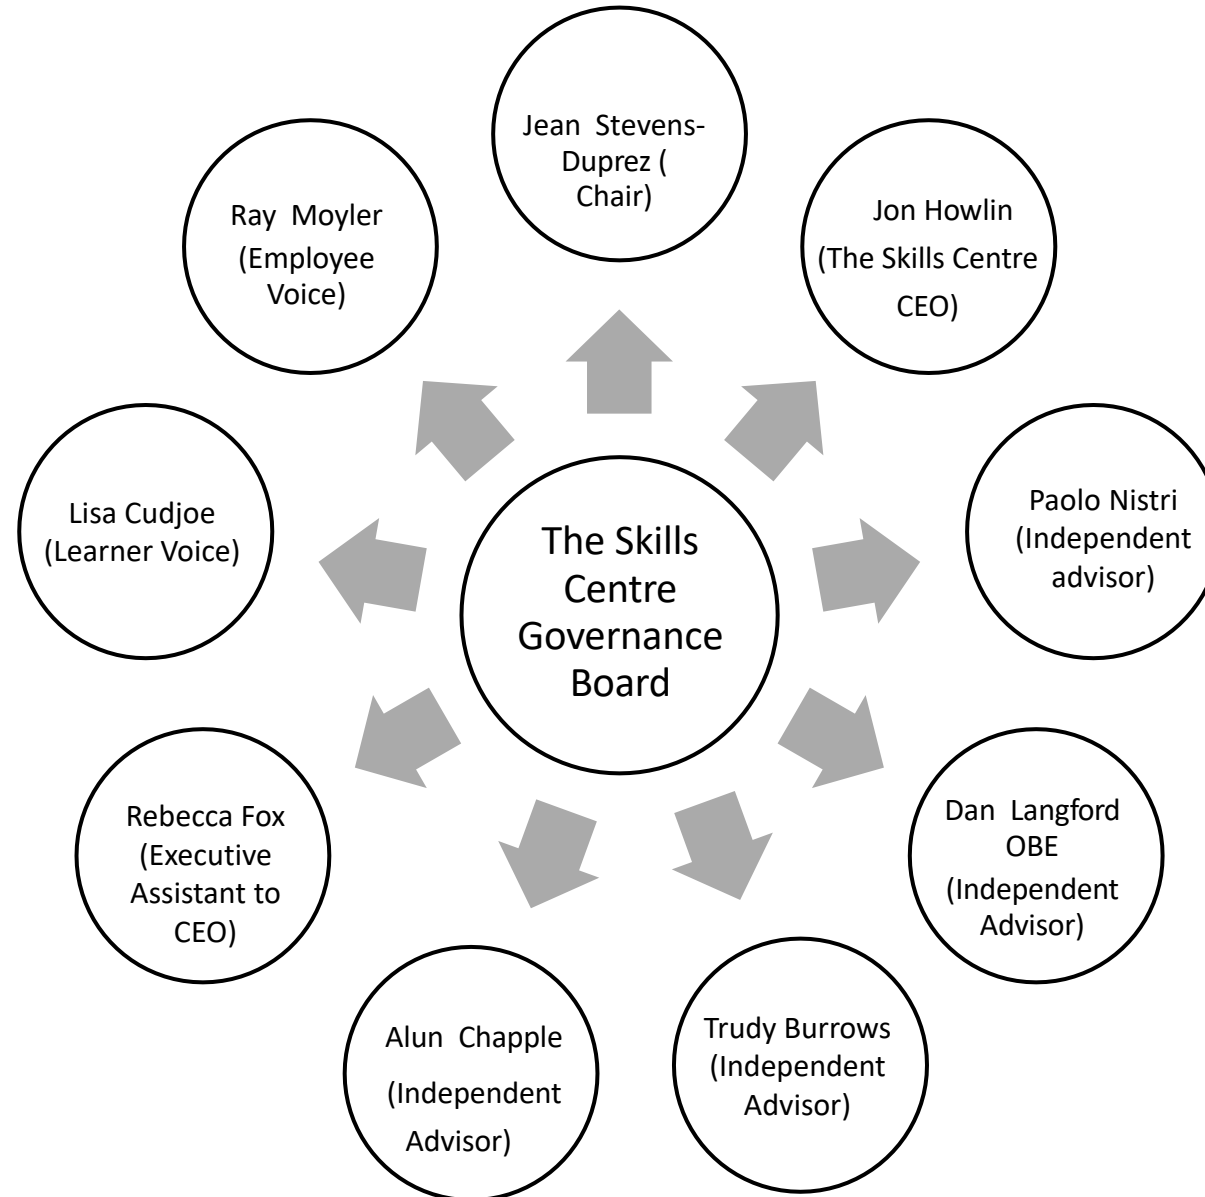 Jean Stevens-
Duprez (
Chair)
Jon Howlin
(The Skills Centre
CEO)
Paolo Nistri
(Independent
advisor)
Dan Langford
OBE
(Independent
Advisor)
Trudy Burrows
(Independent
Advisor)
Alun Chapple
(Independent
Advisor)
Rebecca Fox
(Executive
Assistant to
CEO)
Lisa Cudjoe
(Learner Voice)
Ray Moyler
(Employee
Voice)
The Skills
Centre
Governance
Board